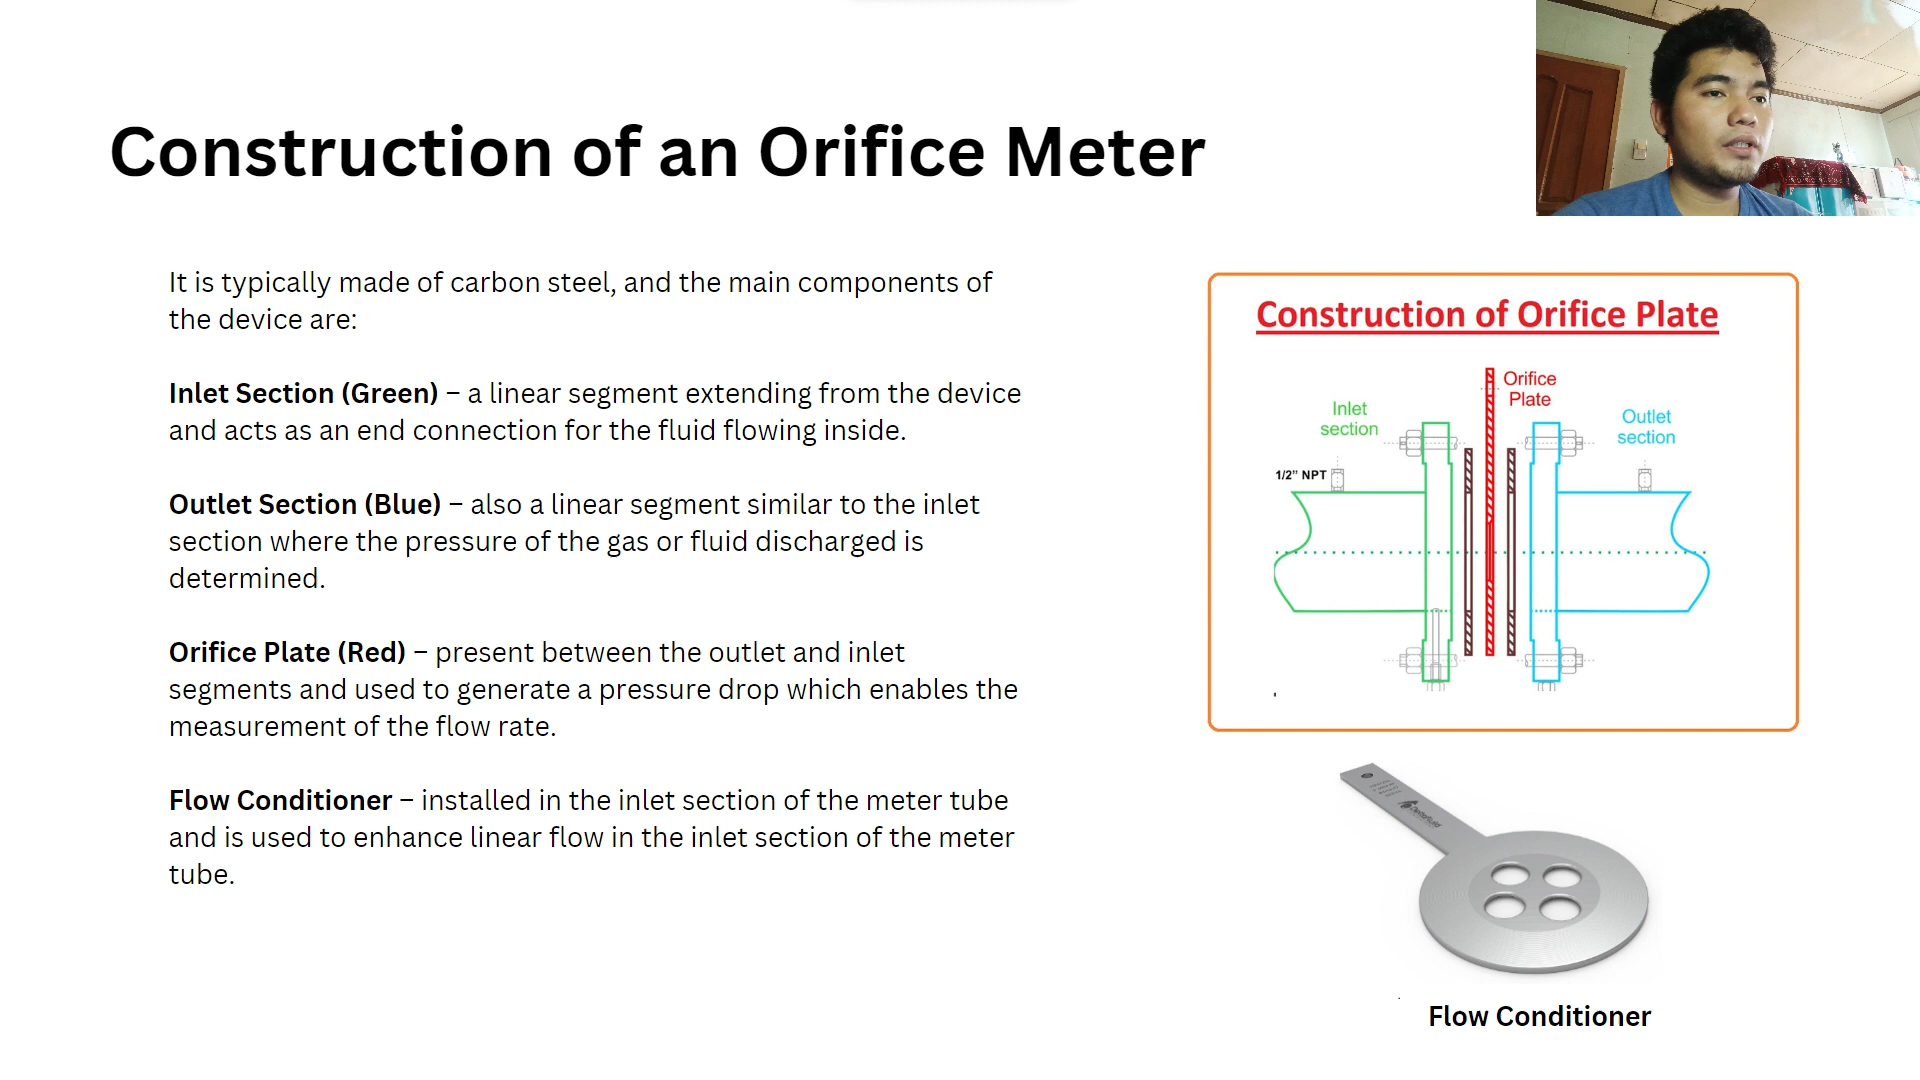 Construction of an Orifice Meter
It is typically made of carbon steel, and the main components of
the device are:
Inlet Section (Green) – a linear segment extending from the device
and acts as an end connection for the fluid flowing inside.
Outlet Section (Blue) – also a linear segment similar to the inlet
section where the pressure of the gas or fluid discharged is
determined.
Orifice Plate (Red) – present between the outlet and inlet
segments and used to generate a pressure drop which enables the
measurement of the flow rate.
Flow Conditioner – installed in the inlet section of the meter tube
and is used to enhance linear flow in the inlet section of the meter
tube.
Construction of Orifice Plate
Orifice
Plate
Inlet
section
Outlet
section
1/2" NPT
Flow Conditioner